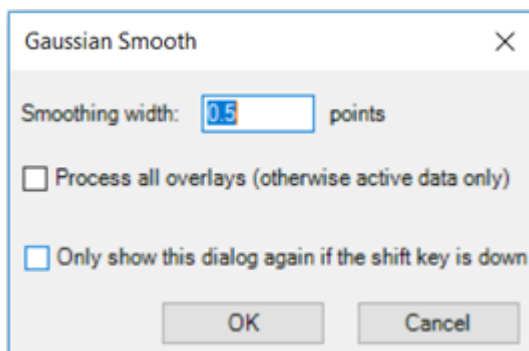 Gaussian Smooth
Smoothing width: 0.5 points
Process all overlays (otherwise active data only)
Only show this dialog again if the shift key is down
OK Cancel